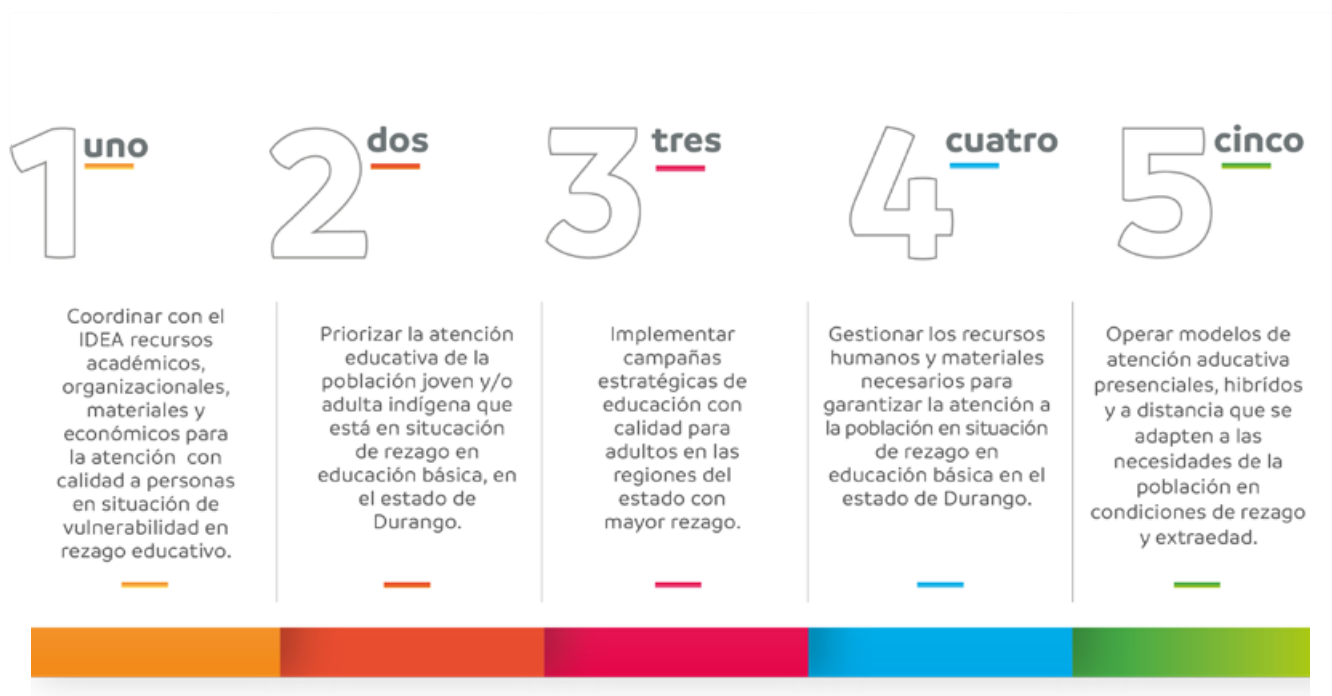 1 uno
Coordinar con el
IDEA recursos
académicos,
organizacionales,
materiales y
económicos para
la atención con
calidad a personas
en situación de
vulnerabilidad en
rezago educativo.
2 dos
Priorizar la atención
educativa de la
población joven y/o
adulta indígena que
está en situcación
de rezago en
educación básica, en
el estado de
Durango.
3 tres
Implementar
campañas
estratégicas de
educación con
calidad para
adultos en las
regiones del
estado con
mayor rezago.
4 cuatro
Gestionar los recursos
humanos y materiales
necesarios para
garantizar la atención a
la población en situación
de rezago en
educación básica en el
estado de Durango.
5 cinco
Operar modelos de
atención aducativa
presenciales, hibrídos
y a distancia que se
adapten a las
necesidades de la
población en
condiciones de rezago
y extraedad.